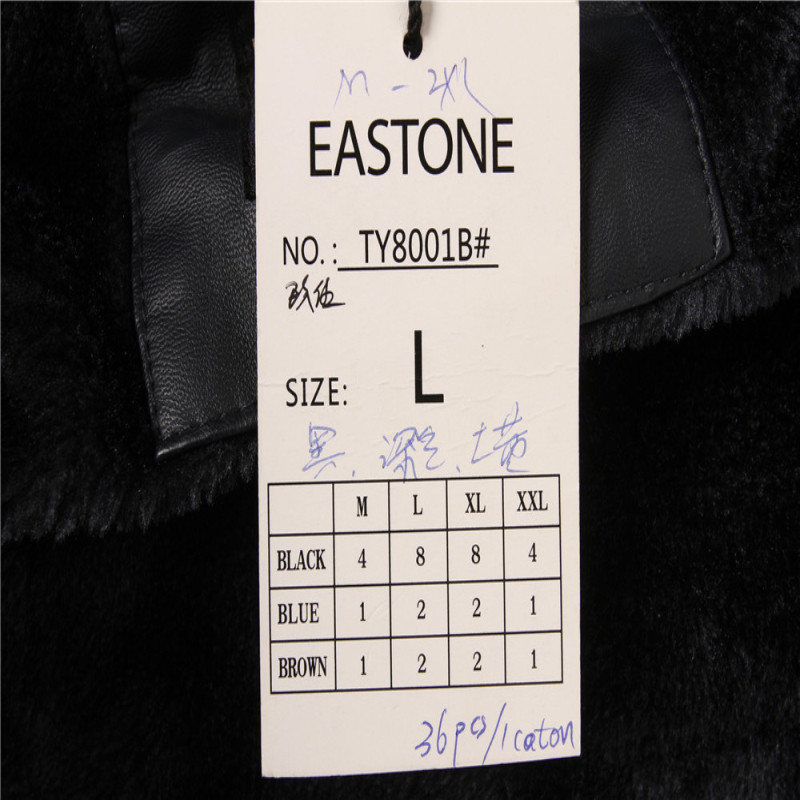 M - 2XL
EASTONE
NO.: TY8001B#
SIZE: L
黑、深兰、土黄
M L XL XXL
BLACK 4 8 8 4
BLUE 1 2 2 1
BROWN 1 2 2 1
36pcs/1caton